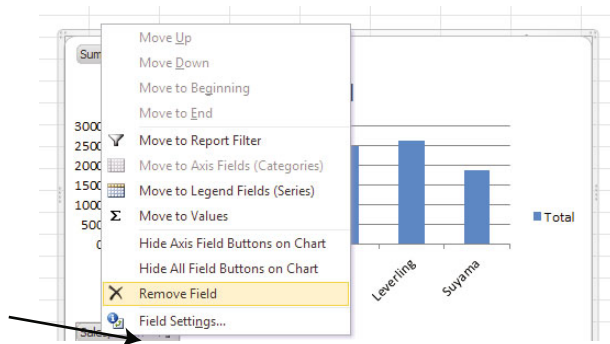 Sum
Move Up
Move Down
Move to Beginning
Move to End
Move to Report Filter
Move to Axis Fields (Categories)
Move to Legend Fields (Series)
Move to Values
Hide Axis Field Buttons on Chart
Hide All Field Buttons on Chart
Remove Field
Field Settings...
3000
2500
2000
1500
1000
500
0
Leverling
Suyama
Total